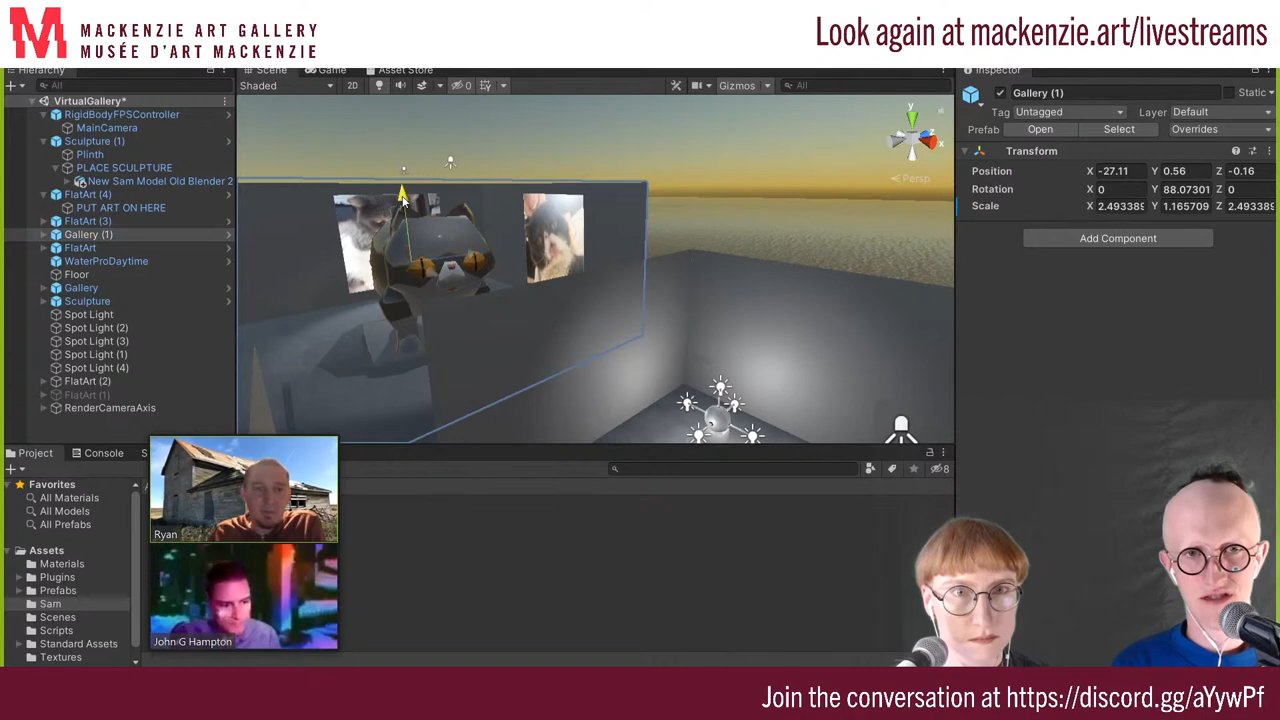 MACKENZIE ART GALLERY
MUSÉE D'ART MACKENZIE
Look again at mackenzie.art/livestreams
Hierarchy
All
VirtualGallery*
RigidBodyFPSController
MainCamera
Sculpture (1)
Plinth
PLACE SCULPTURE
New Sam Model Old Blender 2
FlatArt (4)
PUT ART ON HERE
FlatArt (3)
Gallery (1)
FlatArt
WaterProDaytime
Floor
Gallery
Sculpture
Spot Light
Spot Light (2)
Spot Light (3)
Spot Light (1)
Spot Light (4)
FlatArt (2)
FlatArt (1)
RenderCameraAxis
Scene Game Asset Store
Shaded 2D 0 Gizmos All
y
z
x
Persp
Inspector
Gallery (1) Static
Tag Untagged Layer Default
Prefab Open Select Overrides
Transform
Position X -27.11 Y 0.56 Z -0.16
Rotation X 0 Y 88.07301 Z 0
Scale X 2.493389 Y 1.165709 Z 2.493389
Add Component
Project Console
8
Favorites
All Materials
All Models
All Prefabs
Assets
Materials
Plugins
Prefabs
Sam
Scenes
Scripts
Standard Assets
Textures
Ryan
John G Hampton
Join the conversation at https://discord.gg/aYywPf